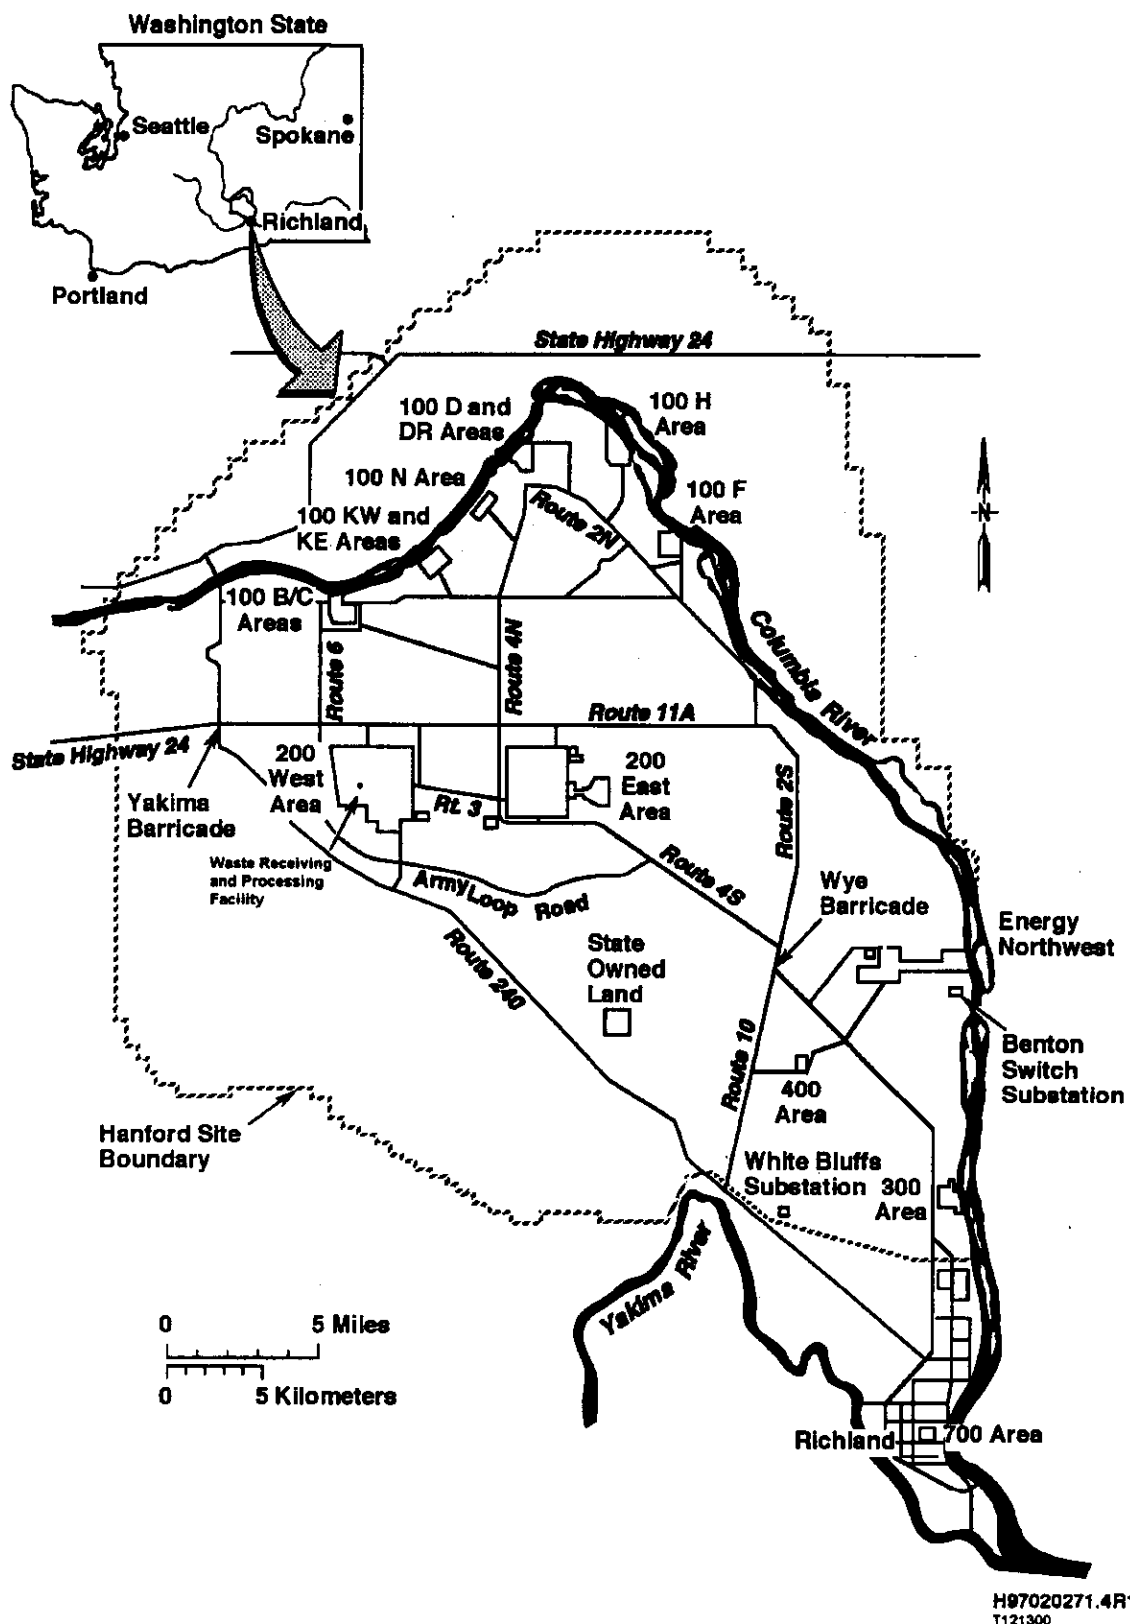 Washington State
Seattle
Spokane
Richland
Portland
State Highway 24
100 D and
DR Areas
100 H
Area
100 N Area
100 F
Area
Route 2N
100 KW and
KE Areas
N
100 B/C
Areas
Route 6
Route 4N
Columbia River
Route 11A
State Highway 24
200
West
Area
200
East
Area
Rt. 3
Route 2S
Yakima
Barricade
Waste Receiving
and Processing
Facility
Army Loop Road
Route 4S
Wye
Barricade
Energy
Northwest
State
Owned
Land
Route 240
Route 10
Benton
Switch
Substation
400
Area
Hanford Site
Boundary
White Bluffs
Substation
300
Area
Yakima River
0 5 Miles
0 5 Kilometers
Richland
700 Area
H97020271.4R1
T121300